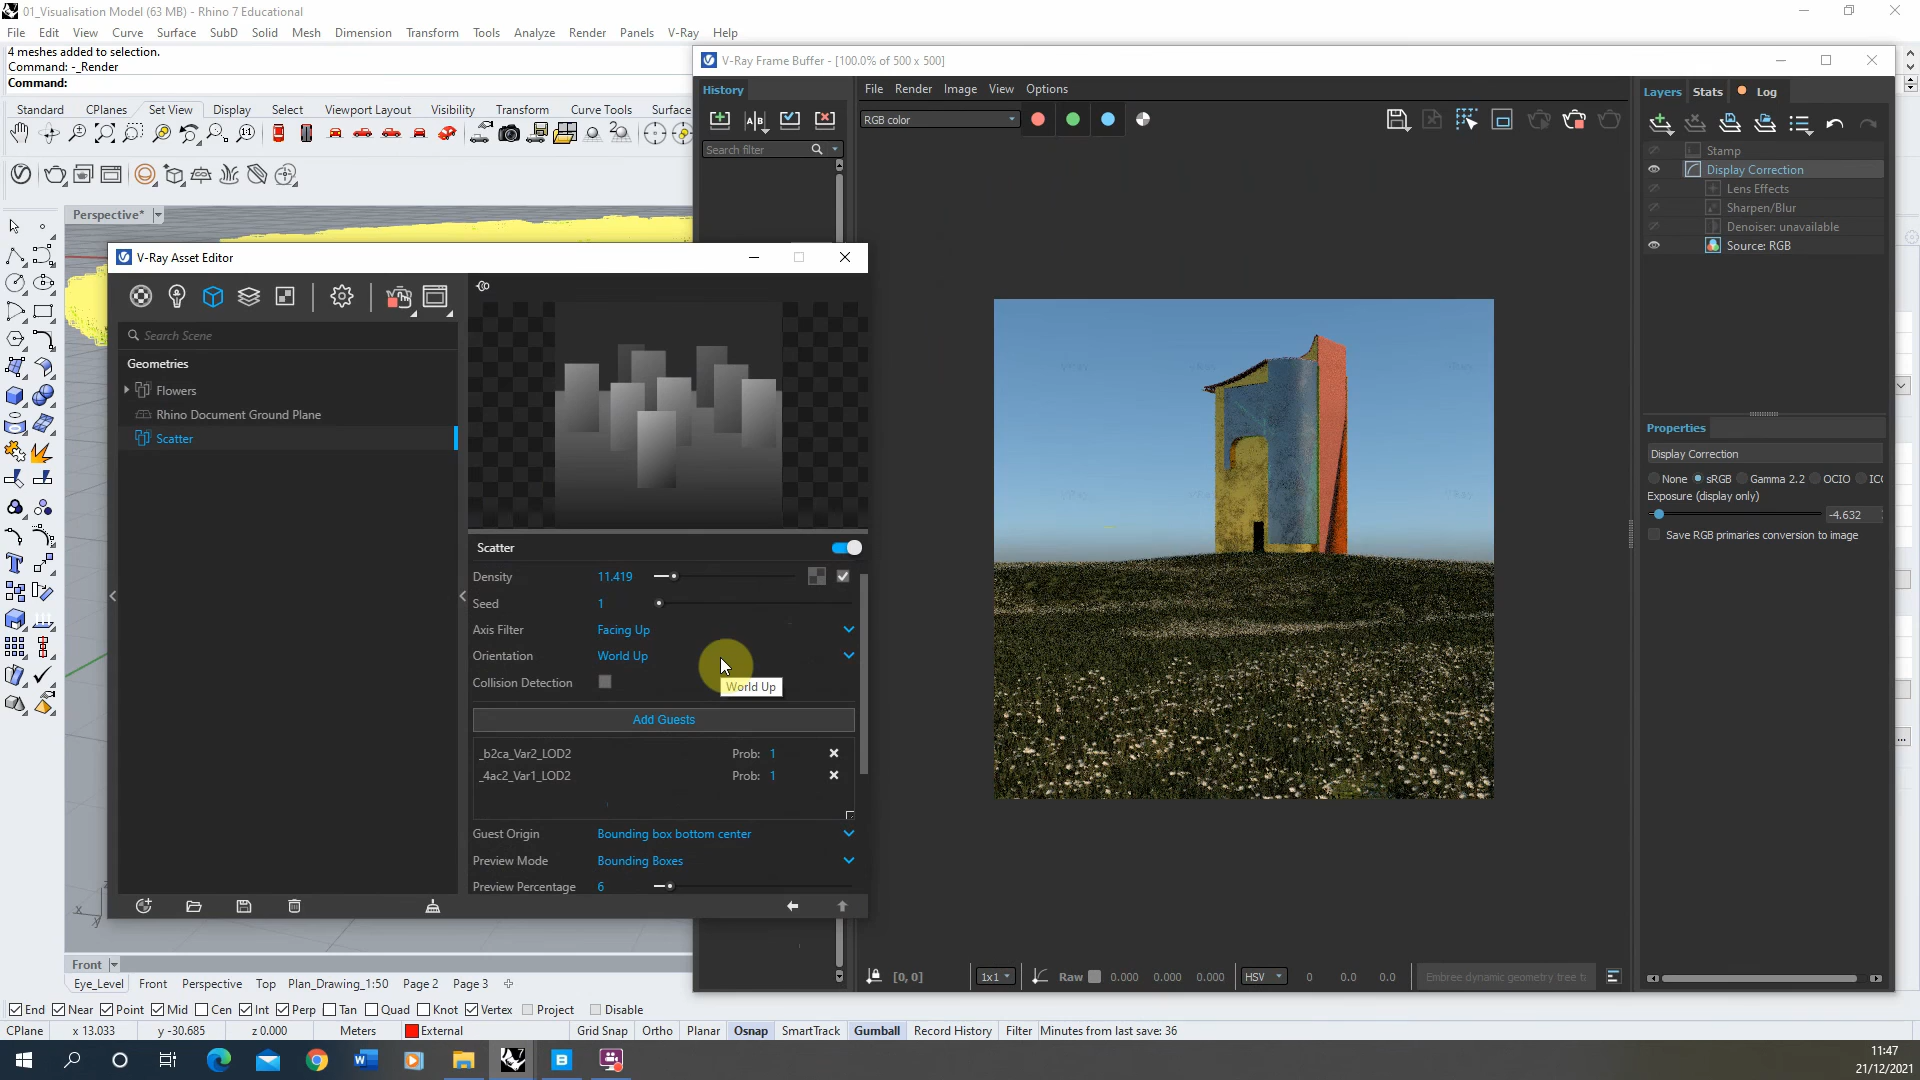 01_Visualisation Model (63 MB) - Rhino 7 Educational
File Edit View Curve Surface SubD Solid Mesh Dimension Transform Tools Analyze Render Panels V-Ray Help
4 meshes added to selection.
Command: -_Render
Command:
Standard CPlanes Set View Display Select Viewport Layout Visibility Transform Curve Tools Surface
Perspective*
V-Ray Frame Buffer - [100.0% of 500 x 500]
History
File Render Image View Options
RGB color
Search filter
Layers Stats Log
Stamp
Display Correction
Lens Effects
Sharpen/Blur
Denoiser: unavailable
Source: RGB
Properties
Display Correction
None sRGB Gamma 2.2 OCIO ICC
Exposure (display only)
-4.632
Save RGB primaries conversion to image
V-Ray Asset Editor
Search Scene
Geometries
Flowers
Rhino Document Ground Plane
Scatter
Scatter
Density 11.419
Seed 1
Axis Filter Facing Up
Orientation World Up
World Up
Collision Detection
Add Guests
_b2ca_Var2_LOD2 Prob: 1
_4ac2_Var1_LOD2 Prob: 1
Guest Origin Bounding box bottom center
Preview Mode Bounding Boxes
Preview Percentage 6
[0, 0] 1x1 Raw 0.000 0.000 0.000 HSV 0 0.0 0.0 Embree dynamic geometry tree
Front
Eye_Level Front Perspective Top Plan_Drawing_1:50 Page 2 Page 3
End Near Point Mid Cen Int Perp Tan Quad Knot Vertex Project Disable
CPlane x 13.033 y -30.685 z 0.000 Meters External Grid Snap Ortho Planar Osnap SmartTrack Gumball Record History Filter Minutes from last save: 36
11:47
21/12/2021